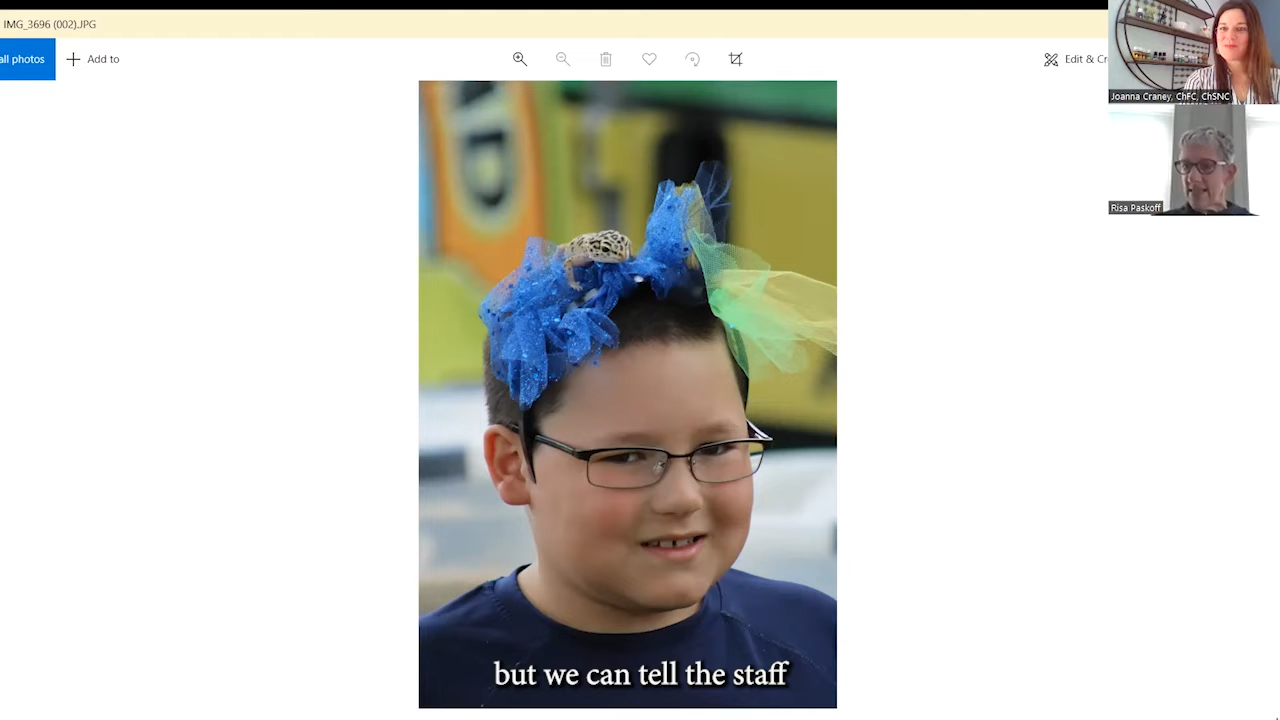 IMG_3696 (002).JPG
all photos
Add to
Edit & Cr
Joanna Craney, ChFC, ChSNC
Risa Paskoff
AD
but we can tell the staff